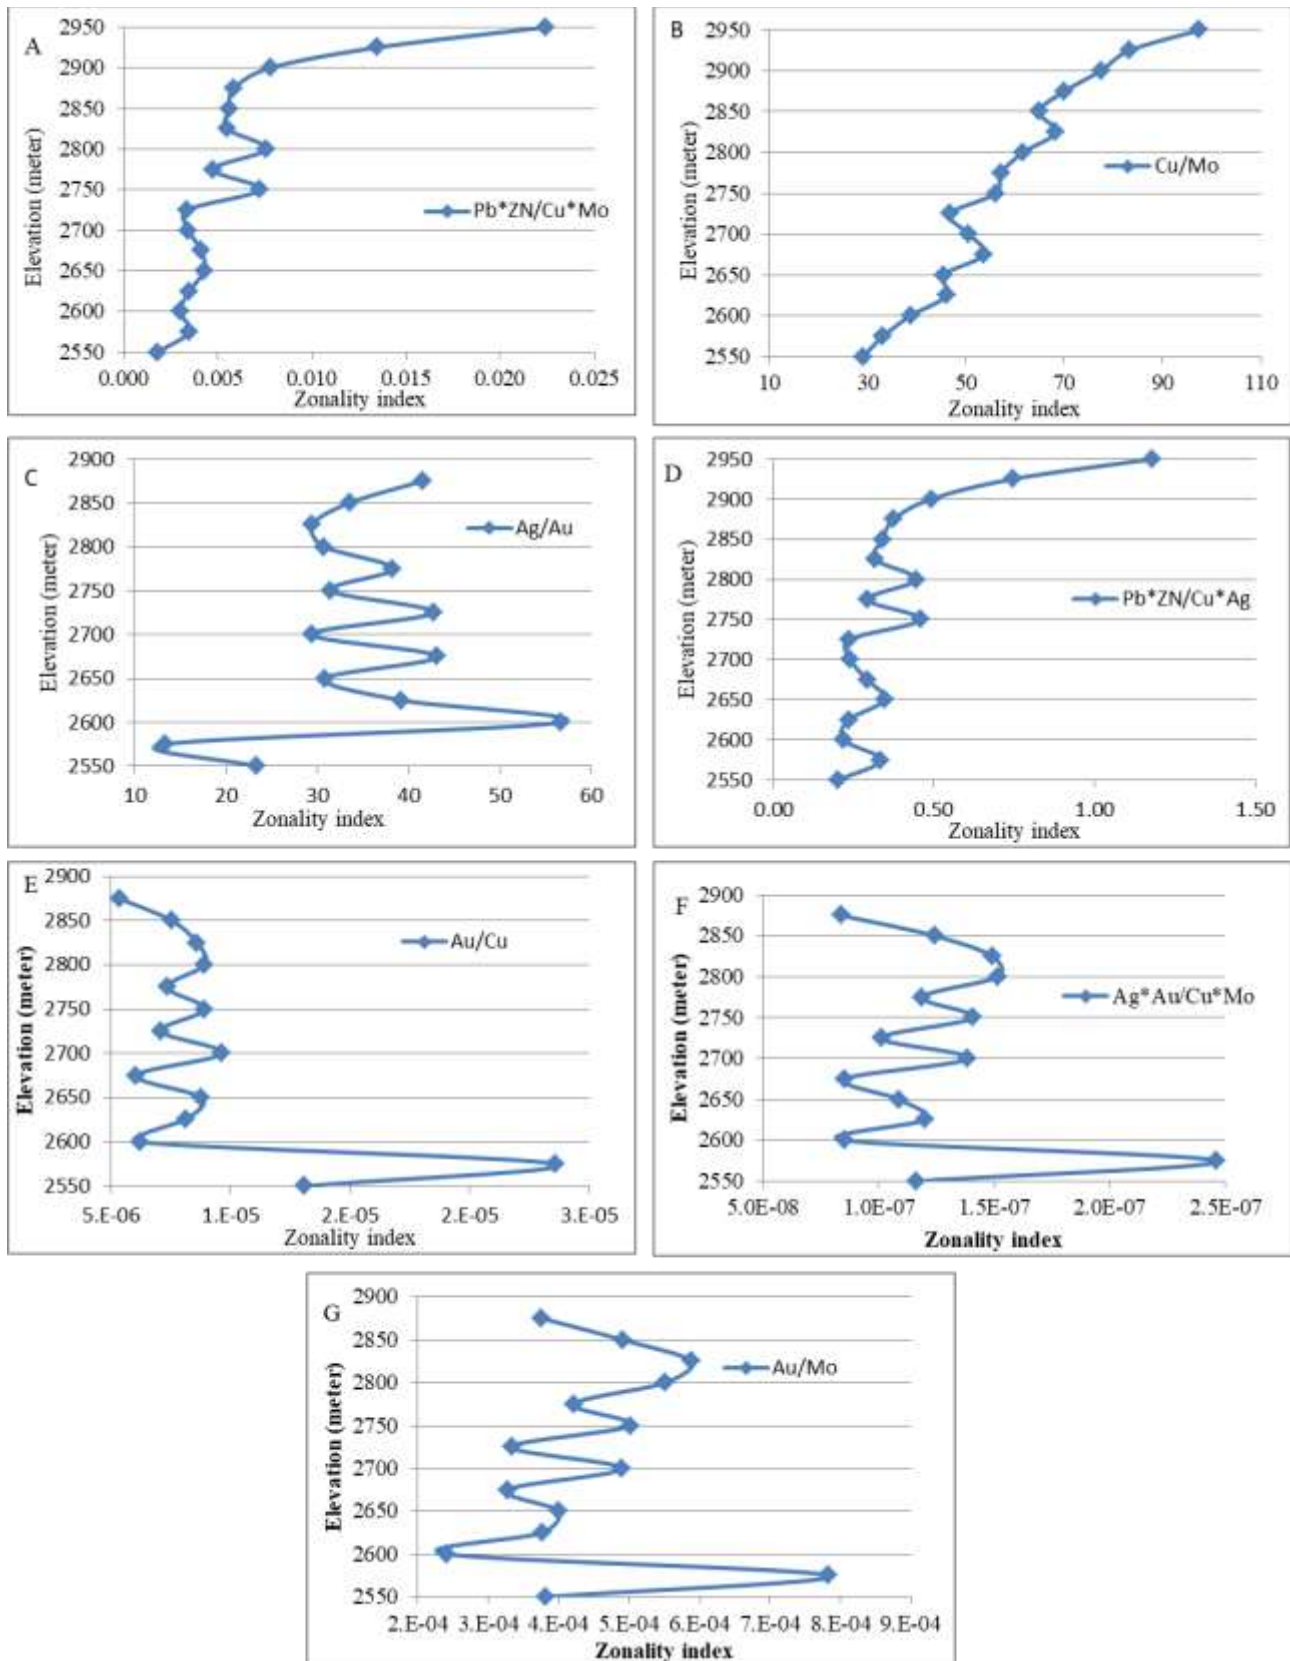 A
2950
2900
2850
2800
2750
2700
2650
2600
2550
Elevation (meter)
Pb*ZN/Cu*Mo
0.000 0.005 0.010 0.015 0.020 0.025
Zonality index
B
2950
2900
2850
2800
2750
2700
2650
2600
2550
Elevation (meter)
Cu/Mo
10 30 50 70 90 110
Zonality index
C
2900
2850
2800
2750
2700
2650
2600
2550
Elevation (meter)
Ag/Au
10 20 30 40 50 60
Zonality index
D
2950
2900
2850
2800
2750
2700
2650
2600
2550
Elevation (meter)
Pb*ZN/Cu*Ag
0.00 0.50 1.00 1.50
Zonality index
E
2900
2850
2800
2750
2700
2650
2600
2550
Elevation (meter)
Au/Cu
5.E-06 1.E-05 2.E-05 2.E-05 3.E-05
Zonality index
F
2900
2850
2800
2750
2700
2650
2600
2550
Elevation (meter)
Ag*Au/Cu*Mo
5.0E-08 1.0E-07 1.5E-07 2.0E-07 2.5E-07
Zonality index
G
2900
2850
2800
2750
2700
2650
2600
2550
Elevation (meter)
Au/Mo
2.E-04 3.E-04 4.E-04 5.E-04 6.E-04 7.E-04 8.E-04 9.E-04
Zonality index